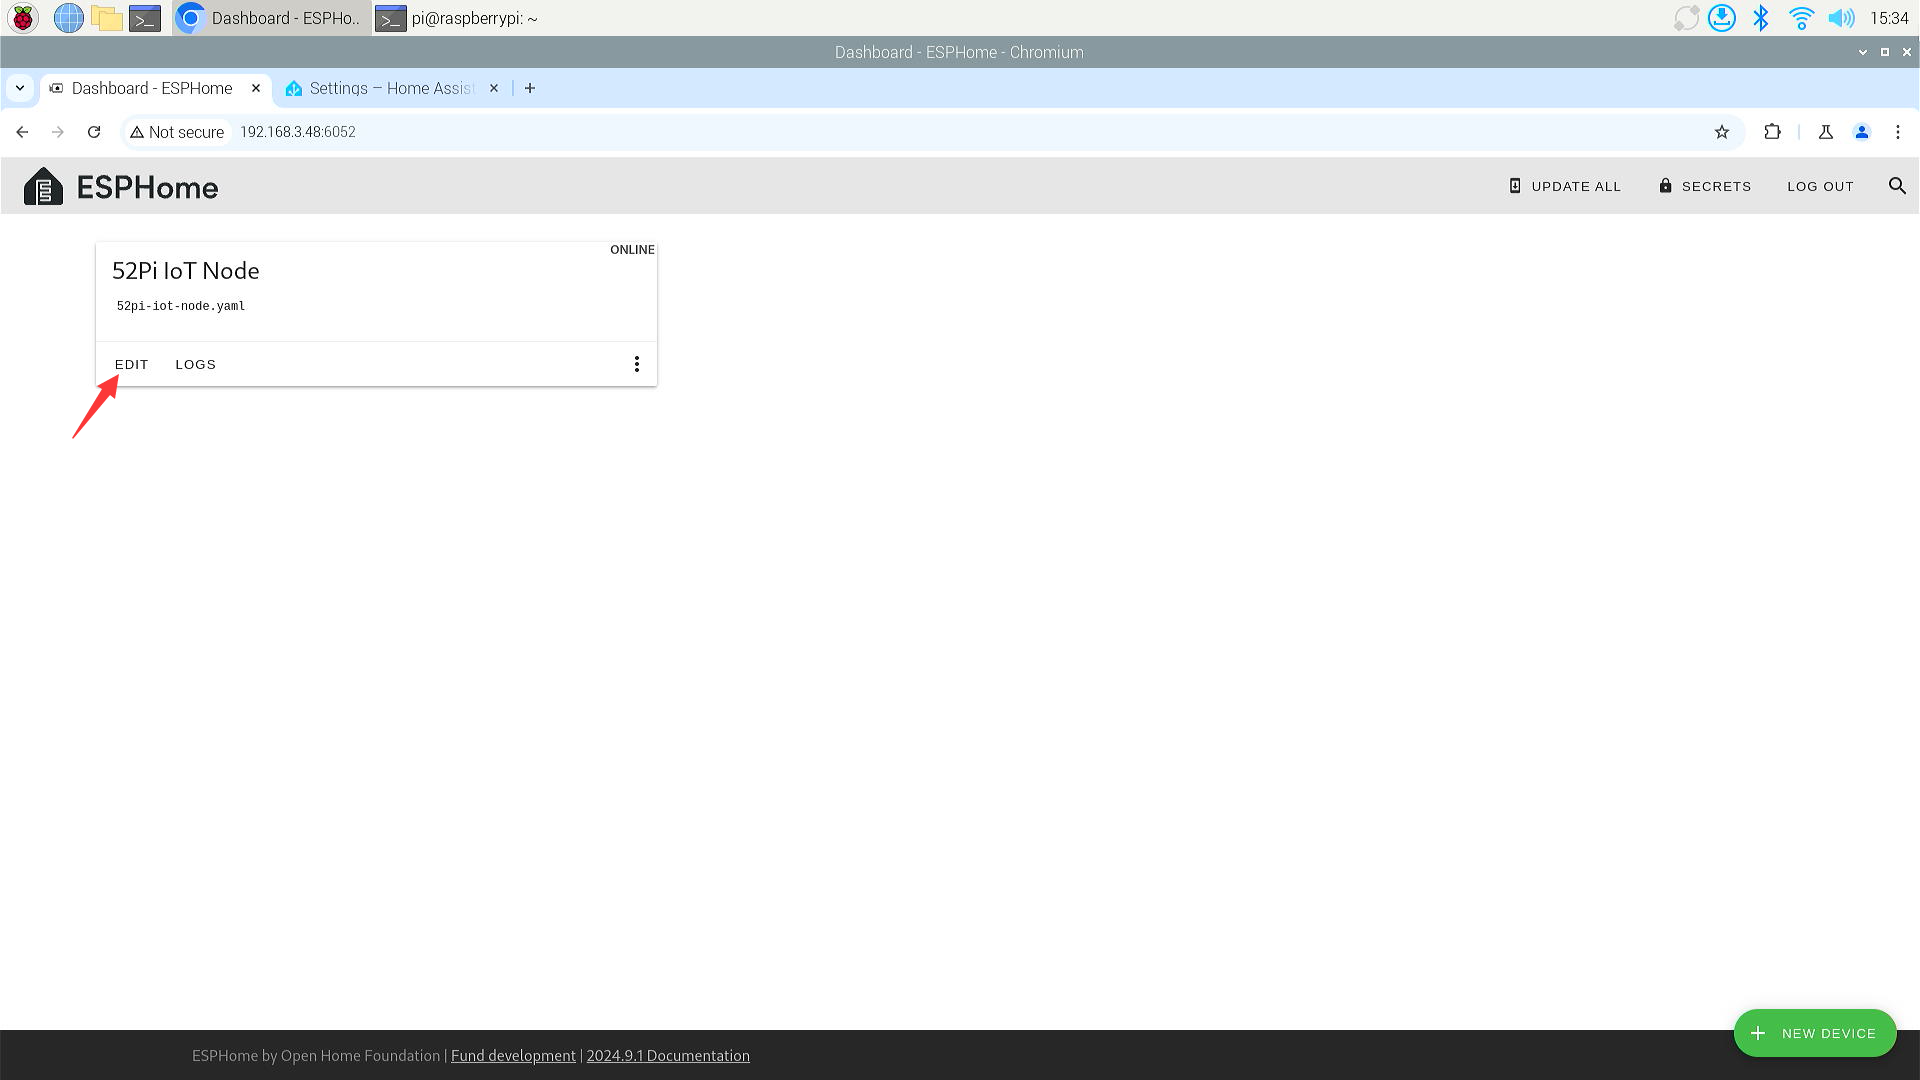 Dashboard - ESPHo..
pi@raspberrypi: ~
15:34
Dashboard - ESPHome - Chromium
Dashboard - ESPHome
Settings – Home Assis
Not secure
192.168.3.48:6052
ESPHome
UPDATE ALL
SECRETS
LOG OUT
ONLINE
52Pi IoT Node
52pi-iot-node.yaml
EDIT
LOGS
NEW DEVICE
ESPHome by Open Home Foundation | Fund development | 2024.9.1 Documentation